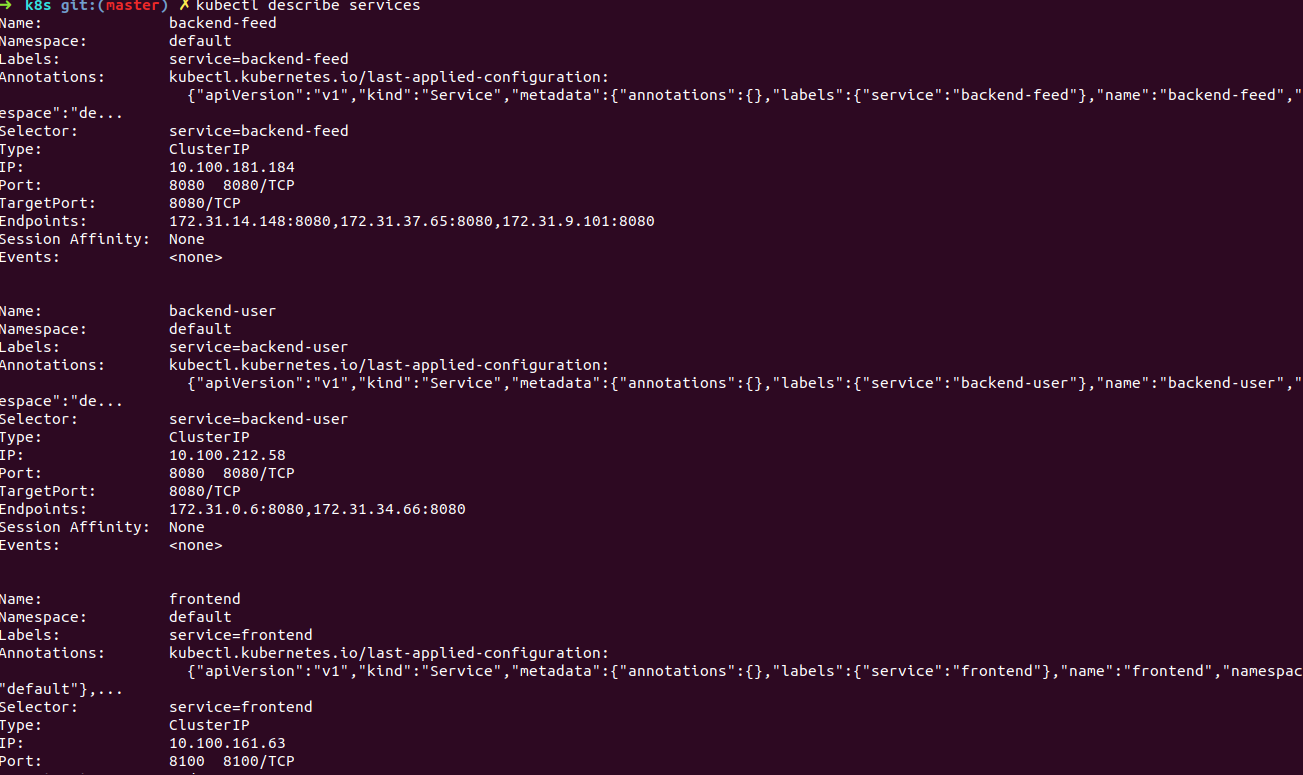 → k8s git:(master) ✗ kubectl describe services
Name: backend-feed
Namespace: default
Labels: service=backend-feed
Annotations: kubectl.kubernetes.io/last-applied-configuration:
{"apiVersion":"v1","kind":"Service","metadata":{"annotations":{},"labels":{"service":"backend-feed"},"name":"backend-feed","
espace":"de...
Selector: service=backend-feed
Type: ClusterIP
IP: 10.100.181.184
Port: 8080 8080/TCP
TargetPort: 8080/TCP
Endpoints: 172.31.14.148:8080,172.31.37.65:8080,172.31.9.101:8080
Session Affinity: None
Events: <none>
Name: backend-user
Namespace: default
Labels: service=backend-user
Annotations: kubectl.kubernetes.io/last-applied-configuration:
{"apiVersion":"v1","kind":"Service","metadata":{"annotations":{},"labels":{"service":"backend-user"},"name":"backend-user","
espace":"de...
Selector: service=backend-user
Type: ClusterIP
IP: 10.100.212.58
Port: 8080 8080/TCP
TargetPort: 8080/TCP
Endpoints: 172.31.0.6:8080,172.31.34.66:8080
Session Affinity: None
Events: <none>
Name: frontend
Namespace: default
Labels: service=frontend
Annotations: kubectl.kubernetes.io/last-applied-configuration:
{"apiVersion":"v1","kind":"Service","metadata":{"annotations":{},"labels":{"service":"frontend"},"name":"frontend","namespac
"default"},...
Selector: service=frontend
Type: ClusterIP
IP: 10.100.161.63
Port: 8100 8100/TCP